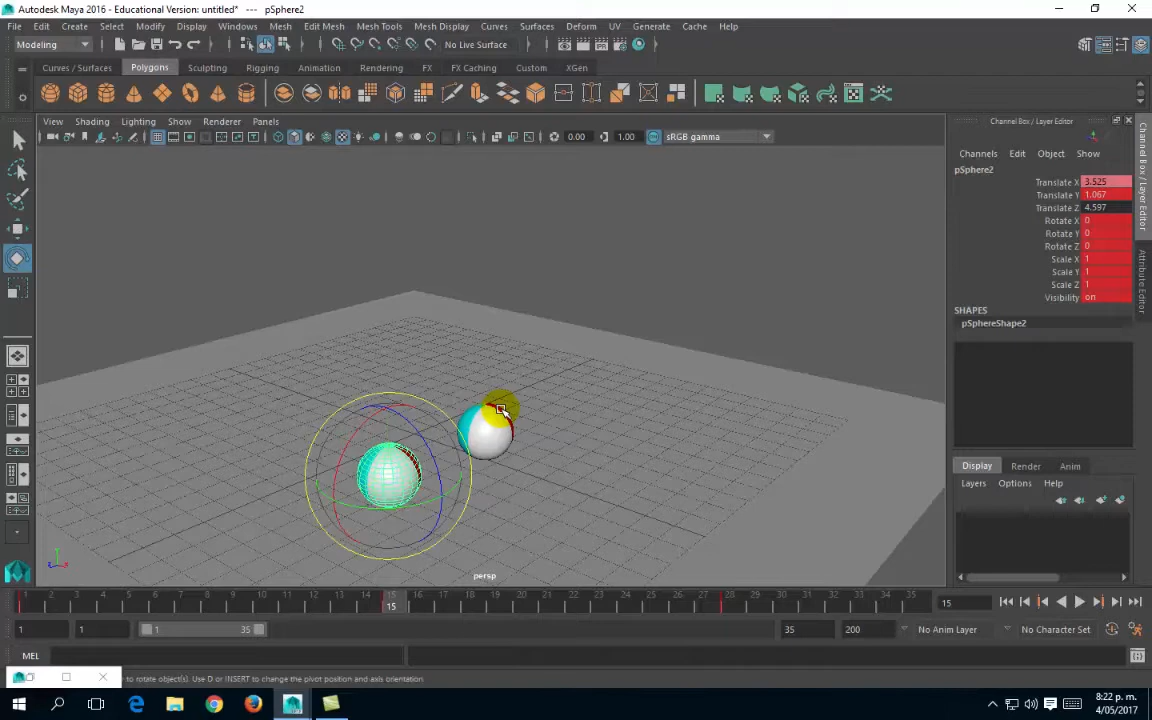 Autodesk Maya 2016 - Educational Version: untitled*   ---   pSphere2
File Edit Create Select Modify Display Windows Mesh Edit Mesh Mesh Tools Mesh Display Curves Surfaces Deform UV Generate Cache Help
Modeling No Live Surface
Curves / Surfaces Polygons Sculpting Rigging Animation Rendering FX FX Caching Custom XGen
View Shading Lighting Show Renderer Panels
0.00 1.00 sRGB gamma
Channel Box / Layer Editor
Channels Edit Object Show
pSphere2
Translate X 3.525
Translate Y 1.067
Translate Z 4.597
Rotate X 0
Rotate Y 0
Rotate Z 0
Scale X 1
Scale Y 1
Scale Z 1
Visibility on
SHAPES
pSphereShape2
Channel Box / Layer Editor
Attribute Editor
Display Render Anim
Layers Options Help
persp
1 2 3 4 5 6 7 8 9 10 11 12 13 14 15 16 17 18 19 20 21 22 23 24 25 26 27 28 29 30 31 32 33 34 35
15
15
1 1 1 35 35 200 No Anim Layer No Character Set
MEL
to rotate object(s). Use D or INSERT to change the pivot position and axis orientation.
8:22 p. m.
4/05/2017